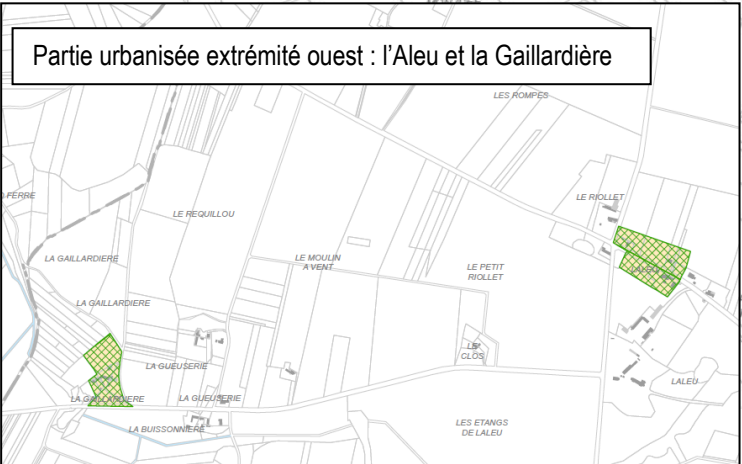 Partie urbanisée extrémité ouest : l’Aleu et la Gaillardière
LES ROMPES
FERRE
LE RIOLLET
LE REQUILLOU
LA GAILLARDIERE
LE MOULIN
A VENT
LE PETIT
RIOLLET
LALEU
LA GAILLARDIERE
LE
CLOS
LA GUEUSERIE
LALEU
LA GAILLARDIERE
LA GUEUSERIE
LES ETANGS
DE LALEU
LA BUISSONNIERE